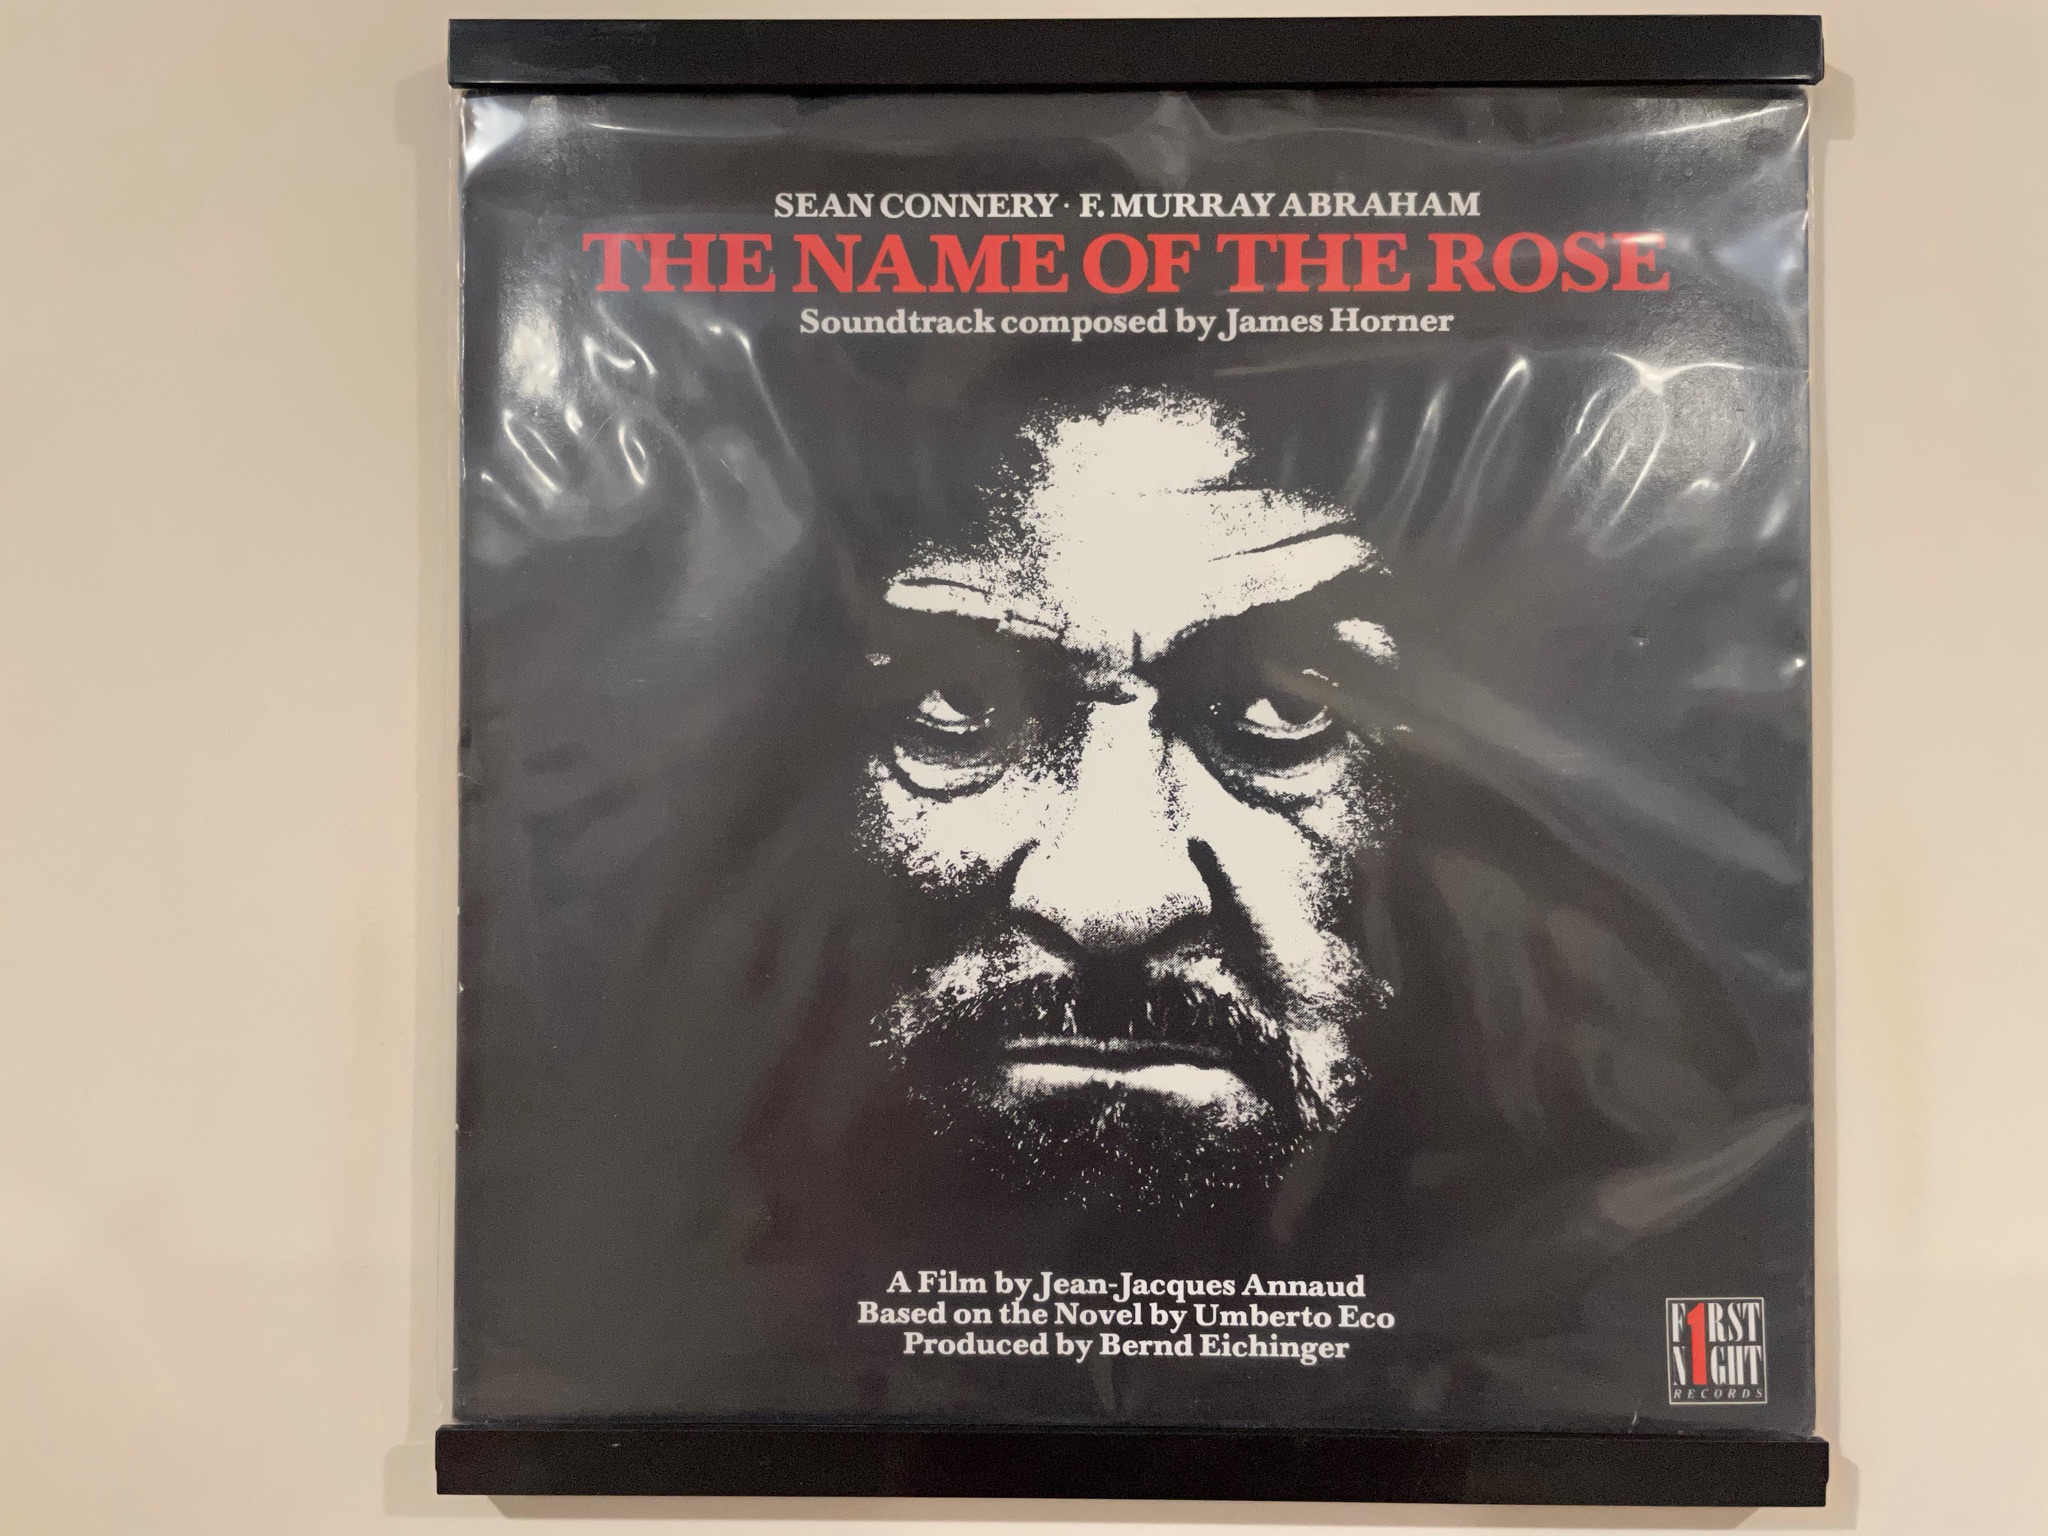 SEAN CONNERY · F. MURRAY ABRAHAM
THE NAME OF THE ROSE
Soundtrack composed by James Horner
A Film by Jean-Jacques Annaud
Based on the Novel by Umberto Eco
Produced by Bernd Eichinger
F1RST
N1GHT
RECORDS